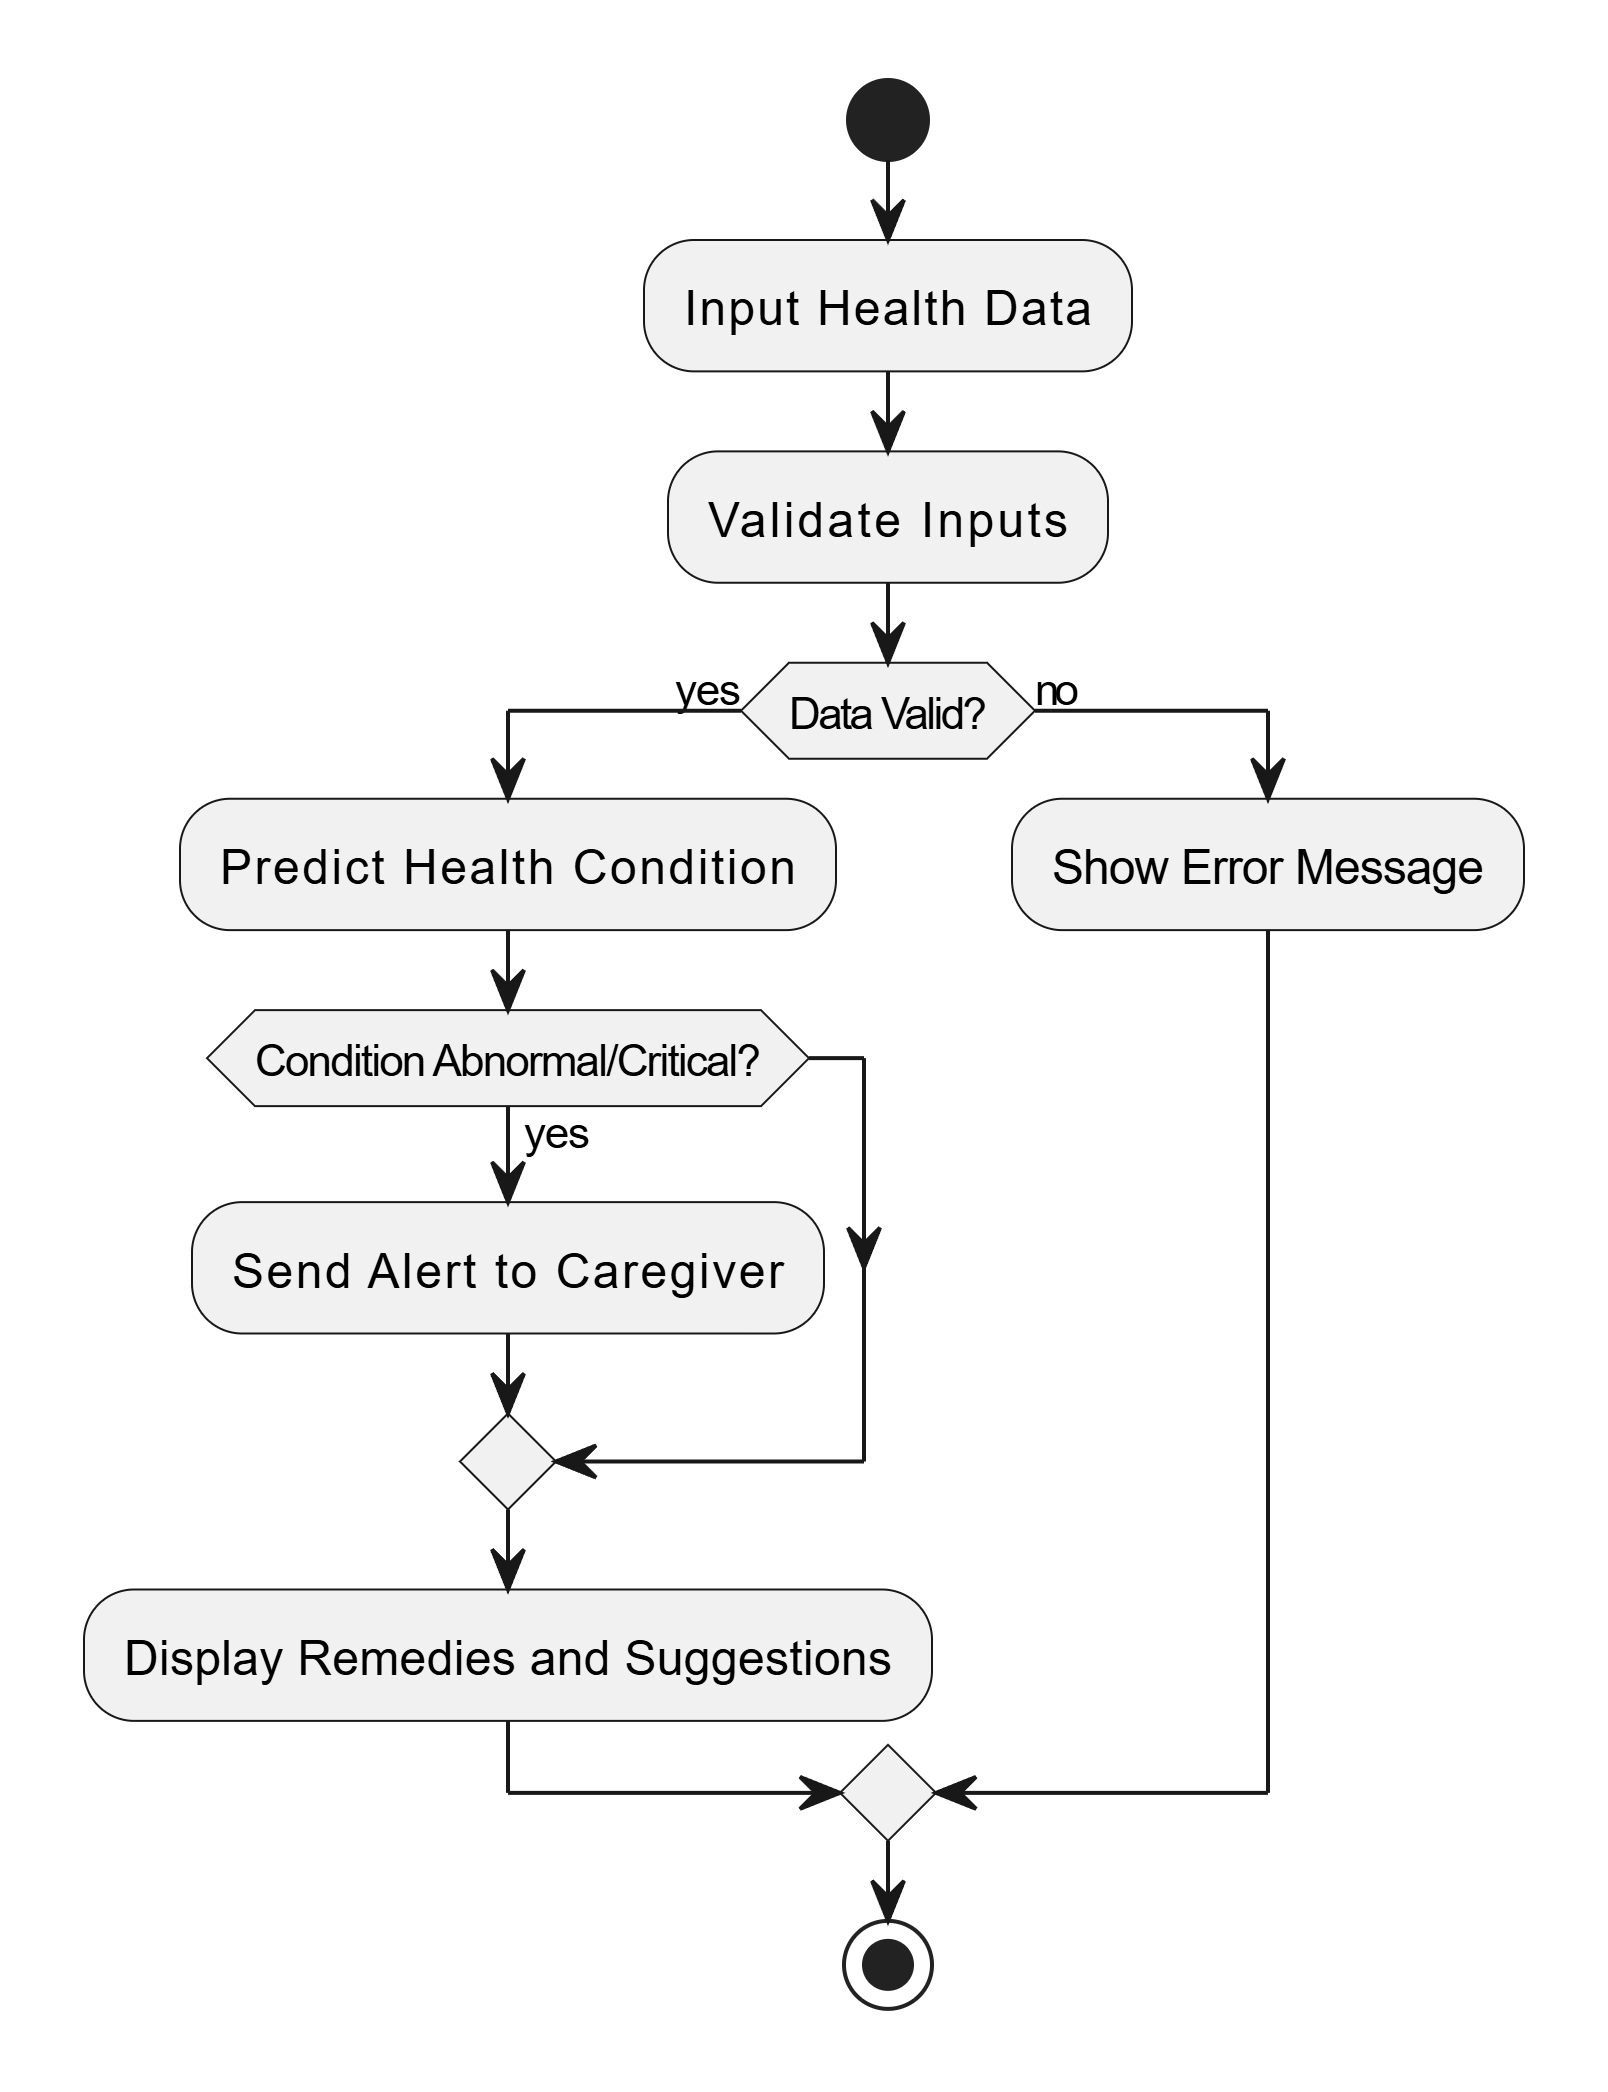 Input Health Data
Validate Inputs
yes
Data Valid?
no
Predict Health Condition
Show Error Message
Condition Abnormal/Critical?
yes
Send Alert to Caregiver
Display Remedies and Suggestions